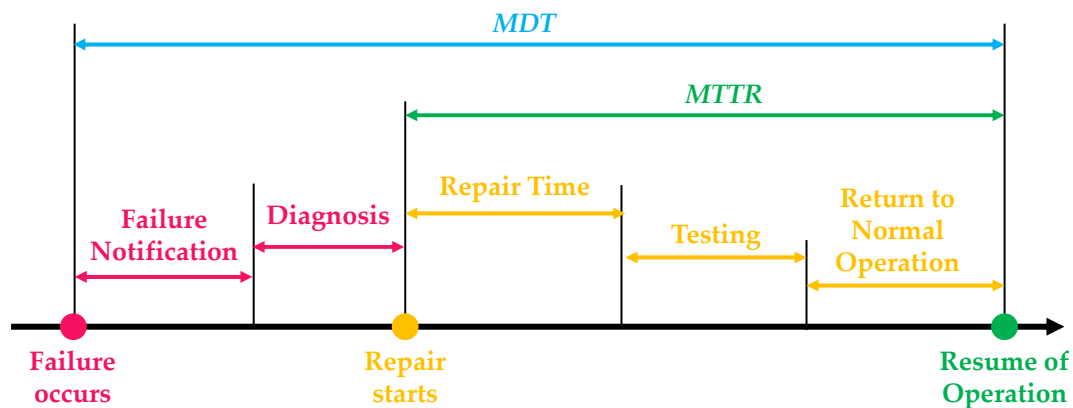 MDT
MTTR
Repair Time
Failure
Notification
Diagnosis
Testing
Return to
Normal
Operation
Failure
occurs
Repair
starts
Resume of
Operation